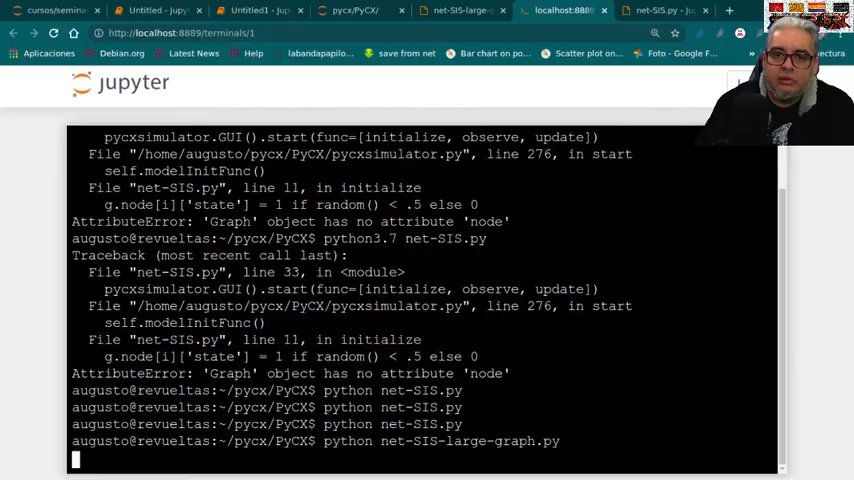 cursos/semina
Untitled - Jupyt
Untitled1 - Jup
pycx/PyCX/
net-SIS-large-g
localhost:8889
net-SIS.py - Ju
http://localhost:8889/terminals/1
Aplicaciones
Debian.org
Latest News
Help
labandapalo
save from net
Bar chart on po...
Scatter plot on ...
Foto - Google
ectura
jupyter
pycxsimulator.GUI().start(func=[initialize, observe, update])
File "/home/augusto/pycx/PyCX/pycxsimulator.py", line 276, in start
self.modelInitFunc()
File "net-SIS.py", line 11, in initialize
g.node[i]['state'] = 1 if random() < .5 else 0
AttributeError: 'Graph' object has no attribute 'node'
augusto@revueltas:~/pycx/PyCX$ python3.7 net-SIS.py
Traceback (most recent call last):
File "net-SIS.py", line 33, in <module>
pycxsimulator.GUI().start(func=[initialize, observe, update])
File "/home/augusto/pycx/PyCX/pycxsimulator.py", line 276, in start
self.modelInitFunc()
File "net-SIS.py", line 11, in initialize
g.node[i]['state'] = 1 if random() < .5 else 0
AttributeError: 'Graph' object has no attribute 'node'
augusto@revueltas:~/pycx/PyCX$ python net-SIS.py
augusto@revueltas:~/pycx/PyCX$ python net-SIS.py
augusto@revueltas:~/pycx/PyCX$ python net-SIS.py
augusto@revueltas:~/pycx/PyCX$ python net-SIS-large-graph.py